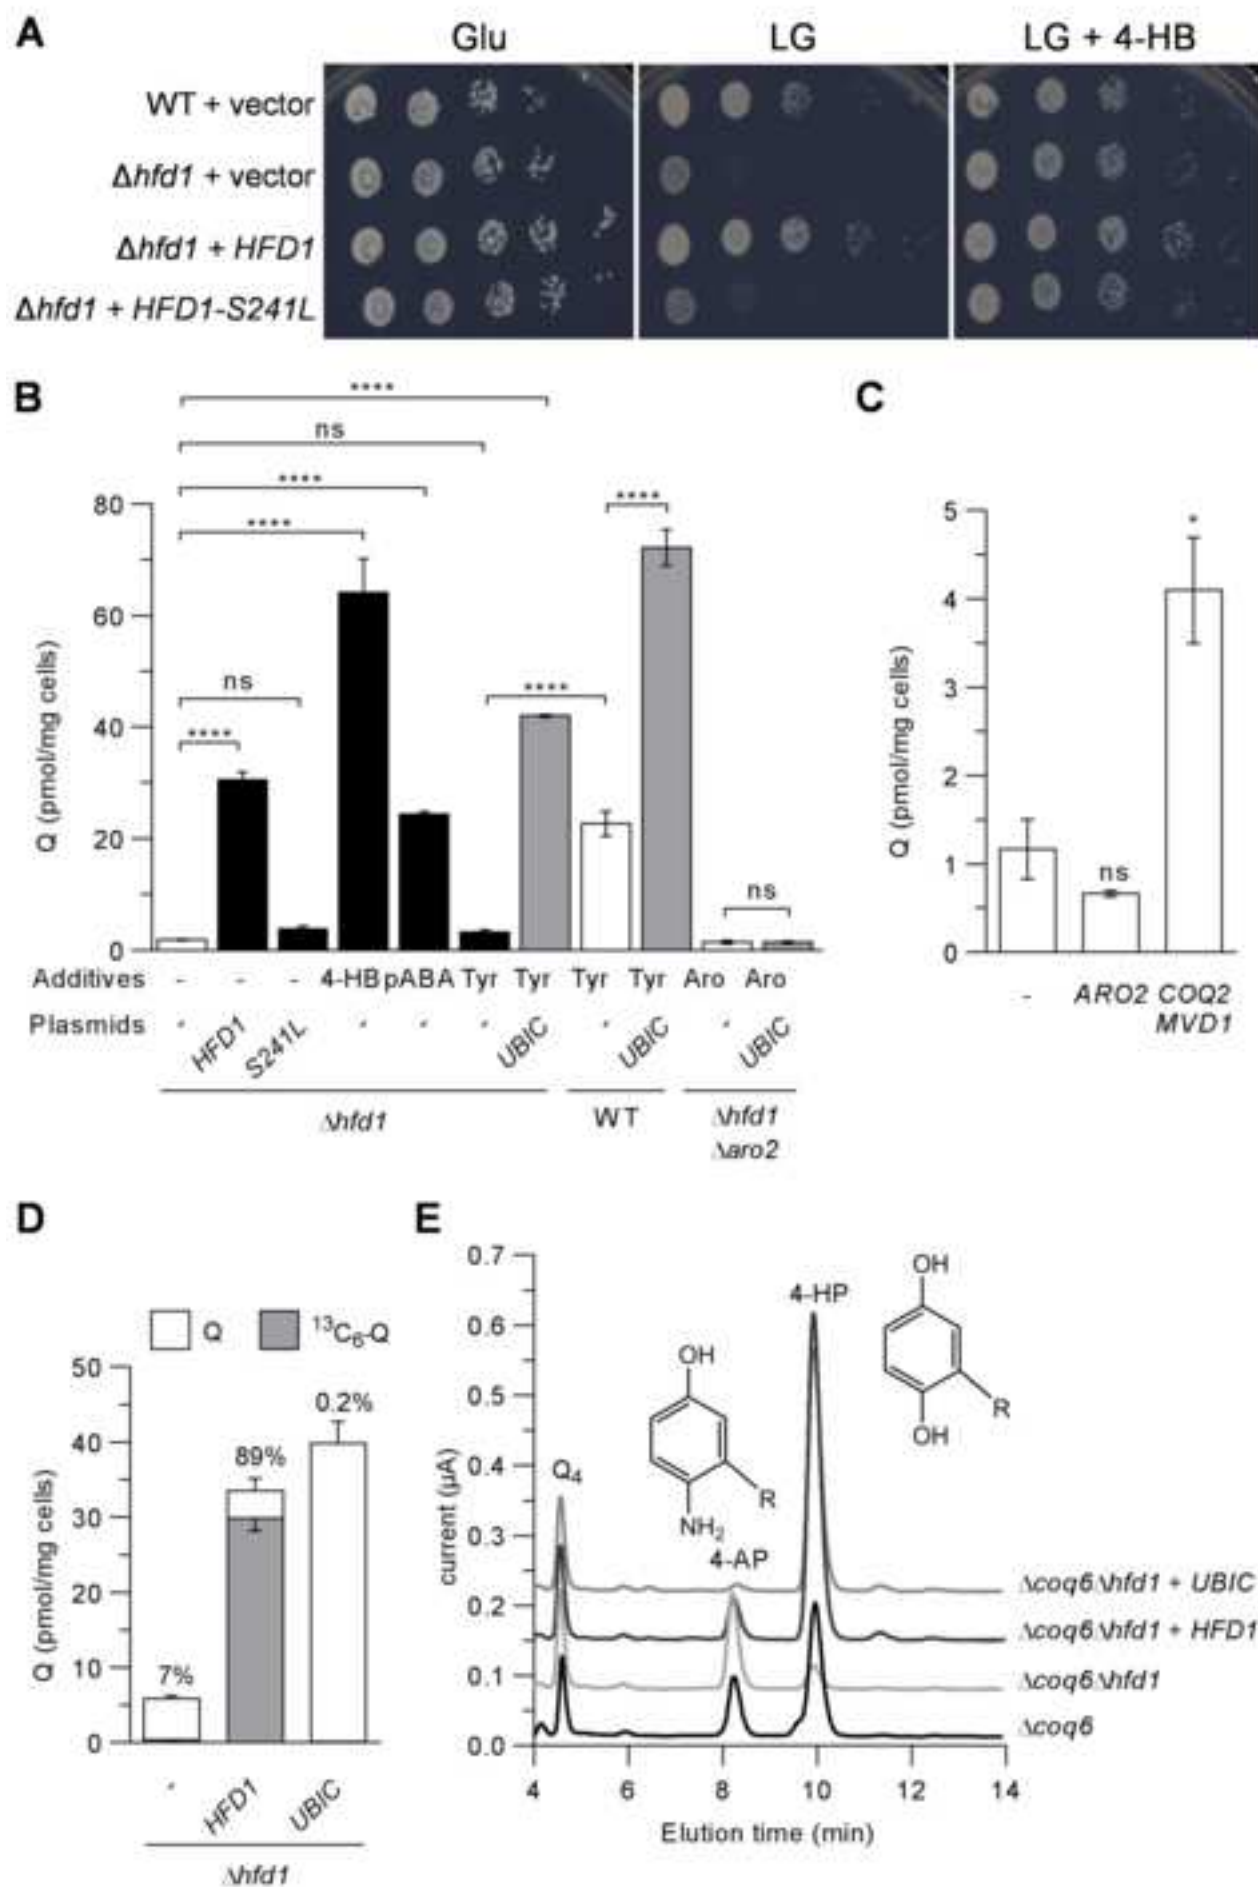 A
Glu LG LG + 4-HB
WT + vector
Δhfd1 + vector
Δhfd1 + HFD1
Δhfd1 + HFD1-S241L
B
****
ns
****
****
****
ns
****
****
ns
80
60
40
20
0
Q (pmol/mg cells)
Additives - - - 4-HB pABA Tyr Tyr Tyr Tyr Aro Aro
Plasmids - HFD1 S241L - - - UBIC - UBIC - UBIC
Δhfd1 WT Δhfd1
Δaro2
C
5
4
3
2
1
0
Q (pmol/mg cells)
*
ns
- ARO2 COQ2
MVD1
D
Q 13C6-Q
50
40
30
20
10
0
Q (pmol/mg cells)
7%
89%
0.2%
- HFD1 UBIC
Δhfd1
E
0.7
0.6
0.5
0.4
0.3
0.2
0.1
0.0
current (µA)
Q4
OH
R
NH2
4-AP
4-HP
OH
R
OH
Δcoq6Δhfd1 + UBIC
Δcoq6Δhfd1 + HFD1
Δcoq6Δhfd1
Δcoq6
4 6 8 10 12 14
Elution time (min)